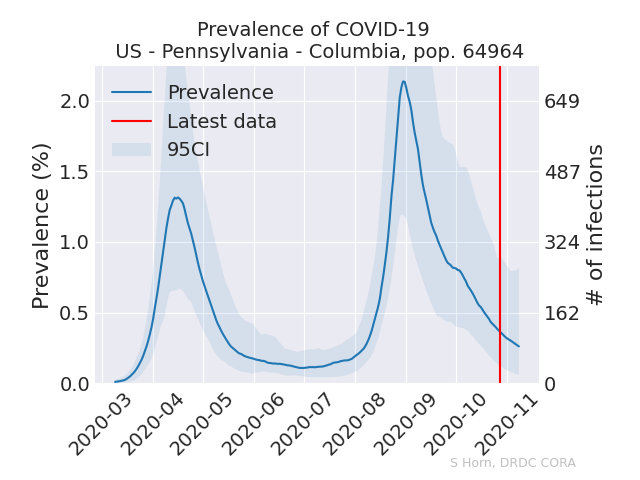 Prevalence of COVID-19
US - Pennsylvania - Columbia, pop. 64964
Prevalence
Latest data
95CI
Prevalence (%)
2.0
1.5
1.0
0.5
0.0
649
487
324
162
0
# of infections
2020-03
2020-04
2020-05
2020-06
2020-07
2020-08
2020-09
2020-10
2020-11
S Horn, DRDC CORA